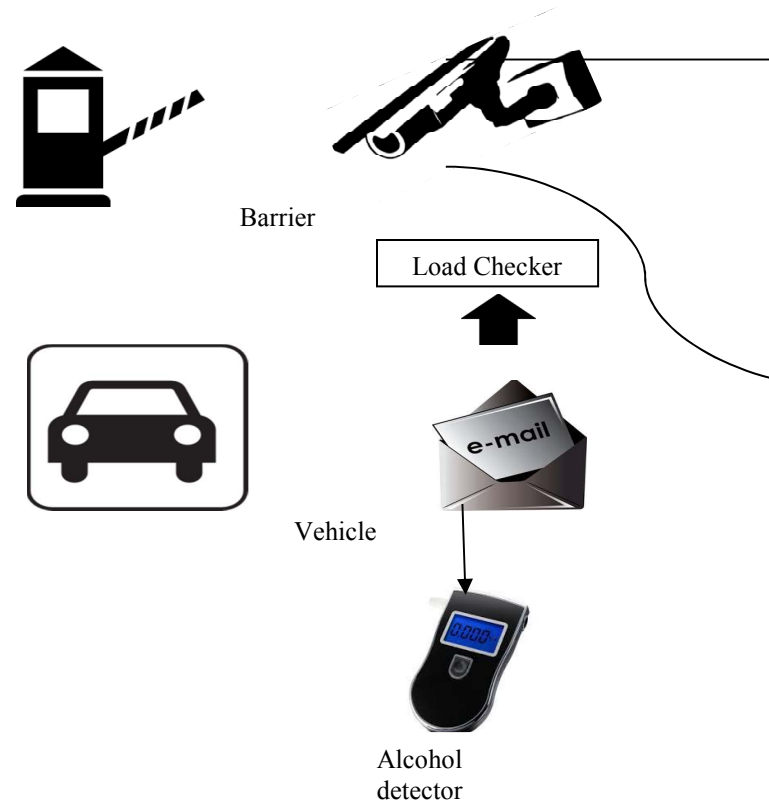 Barrier
Load Checker
e-mail
Vehicle
0.000
Alcohol
detector